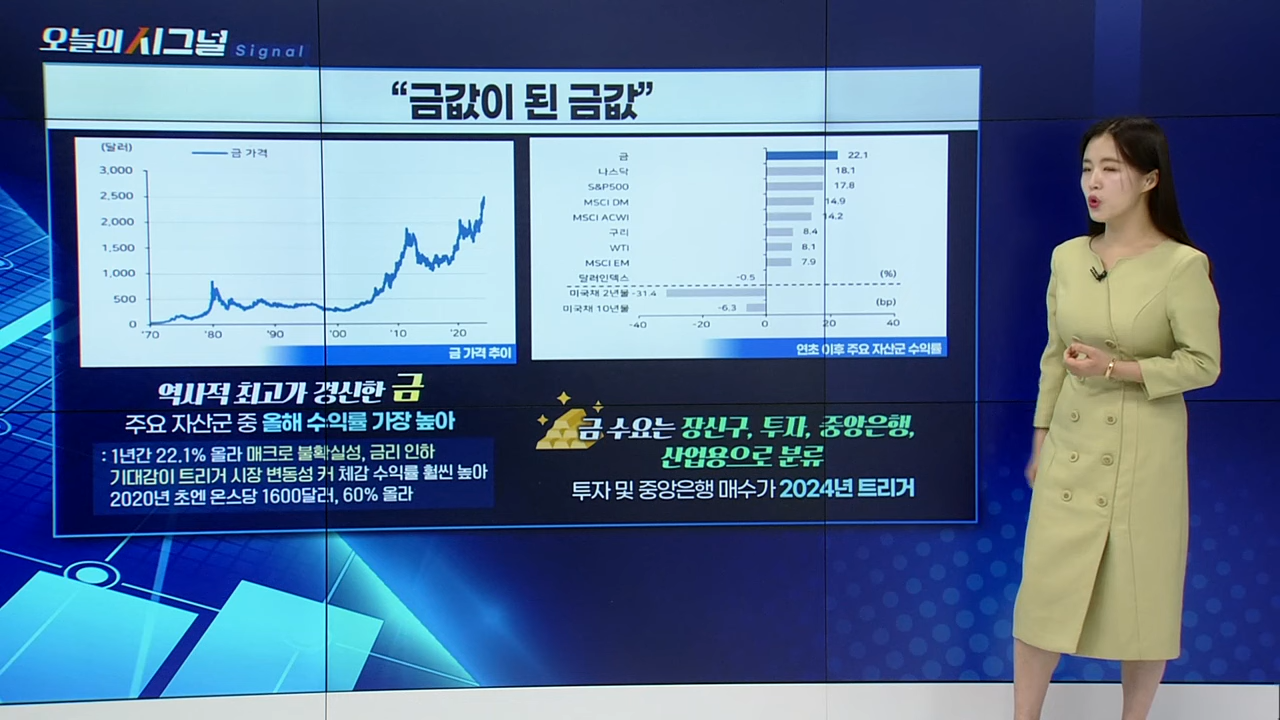 오늘의 시그널 Signal
“금값이 된 금값”
(달러)
금 가격
3,000
2,500
2,000
1,500
1,000
500
0
'70 '80 '90 '00 '10 '20
금 가격 추이
금 22.1
나스닥 18.1
S&P500 17.8
MSCI DM 14.9
MSCI ACWI 14.2
구리 8.4
WTI 8.1
MSCI EM 7.9
달러인덱스 -0.5 (%)
미국채 2년물 -31.4
미국채 10년물 -6.3 (bp)
-40 -20 0 20 40
연초 이후 주요 자산군 수익률
역사적 최고가 경신한 금
주요 자산군 중 올해 수익률 가장 높아
: 1년간 22.1% 올라 매크로 불확실성, 금리 인하
기대감이 트리거 시장 변동성 커 체감 수익률 훨씬 높아
2020년 초엔 온스당 1600달러, 60% 올라
금 수요는 장신구, 투자, 중앙은행,
산업용으로 분류
투자 및 중앙은행 매수가 2024년 트리거